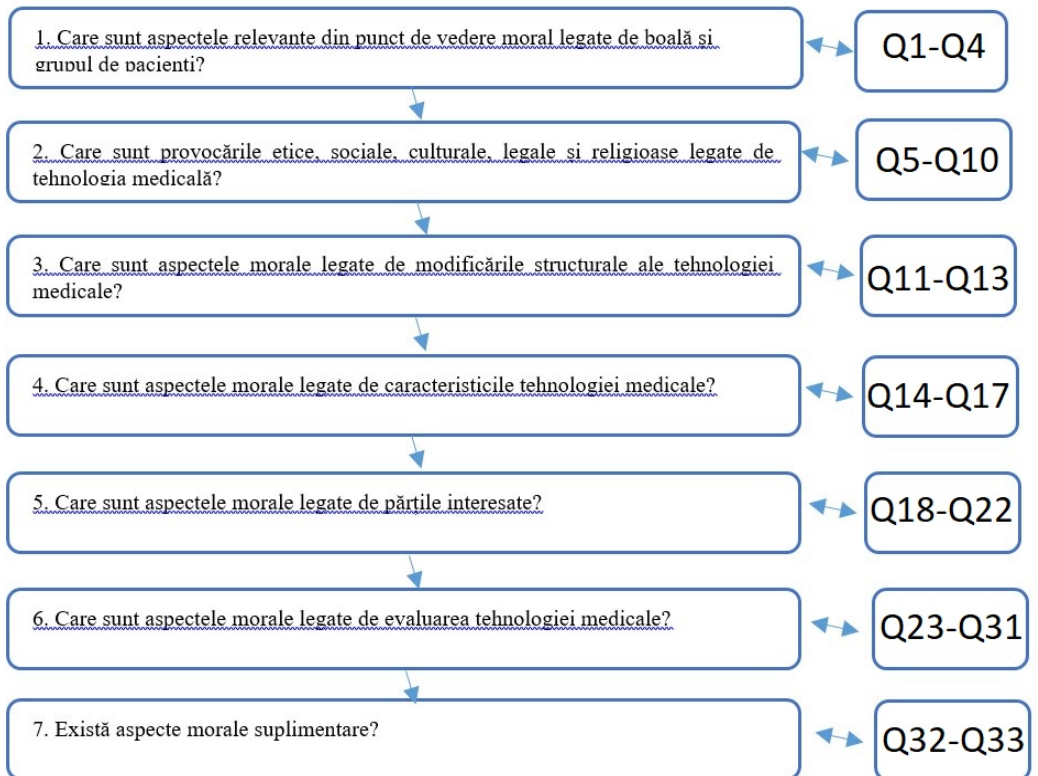 1. Care sunt aspectele relevante din punct de vedere moral legate de boală și
grupul de pacienți?
Q1-Q4
2. Care sunt provocările etice, sociale, culturale, legale și religioase legate de
tehnologia medicală?
Q5-Q10
3. Care sunt aspectele morale legate de modificările structurale ale tehnologiei
medicale?
Q11-Q13
4. Care sunt aspectele morale legate de caracteristicile tehnologiei medicale?
Q14-Q17
5. Care sunt aspectele morale legate de părțile interesate?
Q18-Q22
6. Care sunt aspectele morale legate de evaluarea tehnologiei medicale?
Q23-Q31
7. Există aspecte morale suplimentare?
Q32-Q33